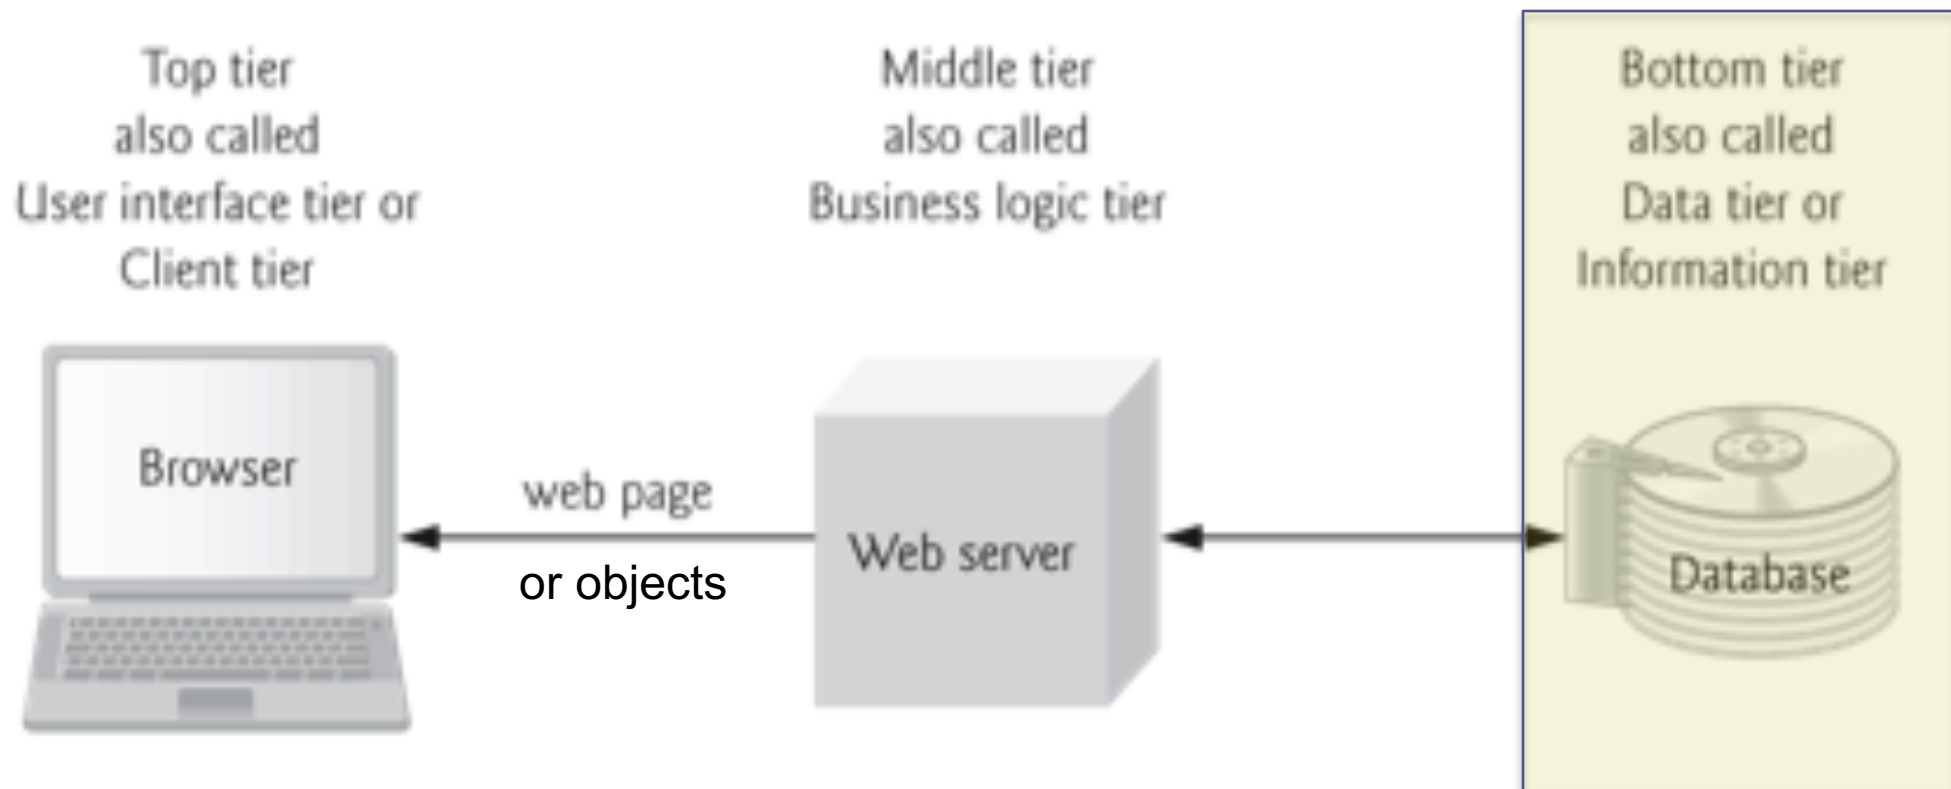 Top tier
also called
User interface tier or
Client tier
Middle tier
also called
Business logic tier
Bottom tier
also called
Data tier or
Information tier
Browser
web page
or objects
Web server
Database